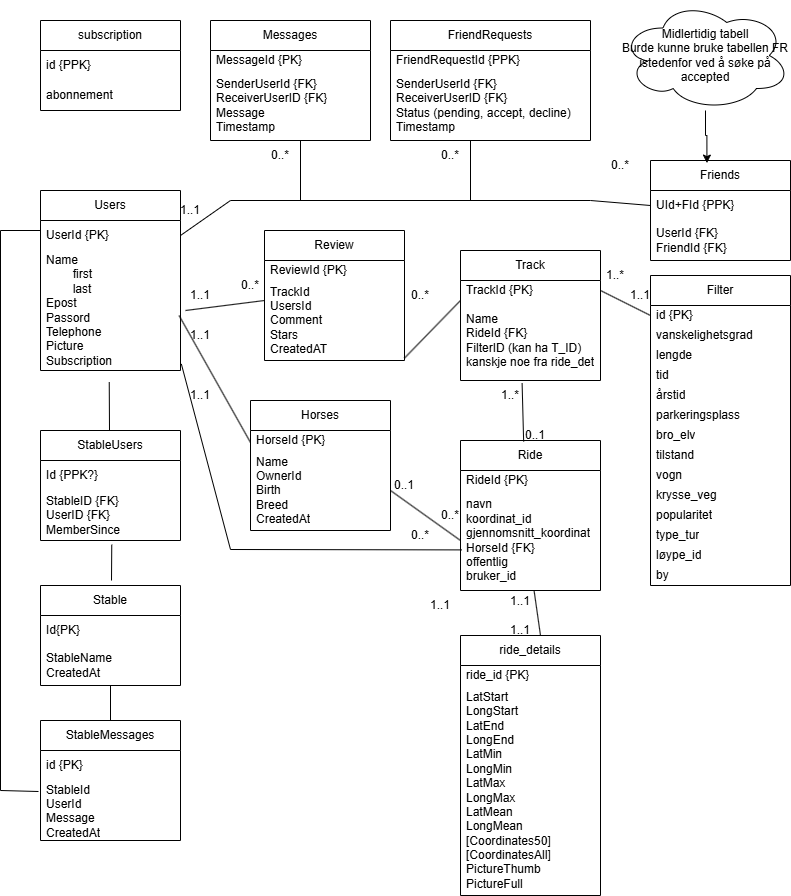 subscription
id {PPK}
abonnement
Messages
MessageId {PK}
SenderUserId {FK}
ReceiverUserID {FK}
Message
Timestamp
0..*
FriendRequests
FriendRequestId {PPK}
SenderUserId {FK}
ReceiverUserID {FK}
Status (pending, accept, decline)
Timestamp
0..*
Midlertidig tabell
Burde kunne bruke tabellen FR
istedenfor ved å søke på
accepted
0..*
Friends
UId+FId {PPK}
UserId {FK}
FriendId {FK}
Users
UserId {PK}
Name
first
last
Epost
Passord
Telephone
Picture
Subscription
1..1
1..1
1..1
1..1
0..*
Review
ReviewId {PK}
TrackId
UsersId
Comment
Stars
CreatedAT
0..*
Track
TrackId {PK}
Name
RideId {FK}
FilterID (kan ha T_ID)
kanskje noe fra ride_det
1..*
1..1
1..*
0..1
Filter
id {PK}
vanskelighetsgrad
lengde
tid
årstid
parkeringsplass
bro_elv
tilstand
vogn
krysse_veg
popularitet
type_tur
løype_id
by
Horses
HorseId {PK}
Name
OwnerId
Birth
Breed
CreatedAt
0..1
0..*
0..*
Ride
RideId {PK}
navn
koordinat_id
gjennomsnitt_koordinat
HorseId {FK}
offentlig
bruker_id
1..1
1..1
1..1
StableUsers
Id {PPK?}
StableID {FK}
UserID {FK}
MemberSince
Stable
Id{PK}
StableName
CreatedAt
StableMessages
id {PK}
StableId
UserId
Message
CreatedAt
ride_details
ride_id {PK}
LatStart
LongStart
LatEnd
LongEnd
LatMin
LongMin
LatMax
LongMax
LatMean
LongMean
[Coordinates50]
[CoordinatesAll]
PictureThumb
PictureFull